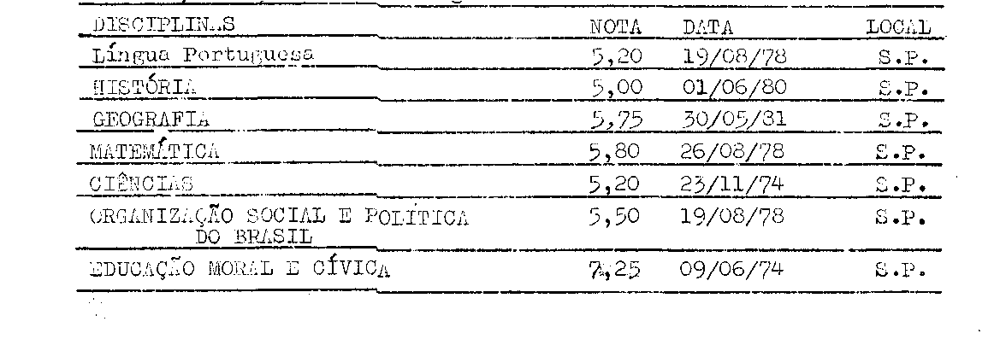 DISCIPLINAS NOTA DATA LOCAL
Língua Portuguesa 5,20 19/08/78 S.P.
HISTÓRIA 5,00 01/06/80 S.P.
GEOGRAFIA 5,75 30/05/81 S.P.
MATEMÁTICA 5,80 26/08/78 S.P.
CIÊNCIAS 5,20 23/11/74 S.P.
ORGANIZAÇÃO SOCIAL E POLÍTICA 5,50 19/08/78 S.P.
DO BRASIL
EDUCAÇÃO MORAL E CÍVICA 7,25 09/06/74 S.P.